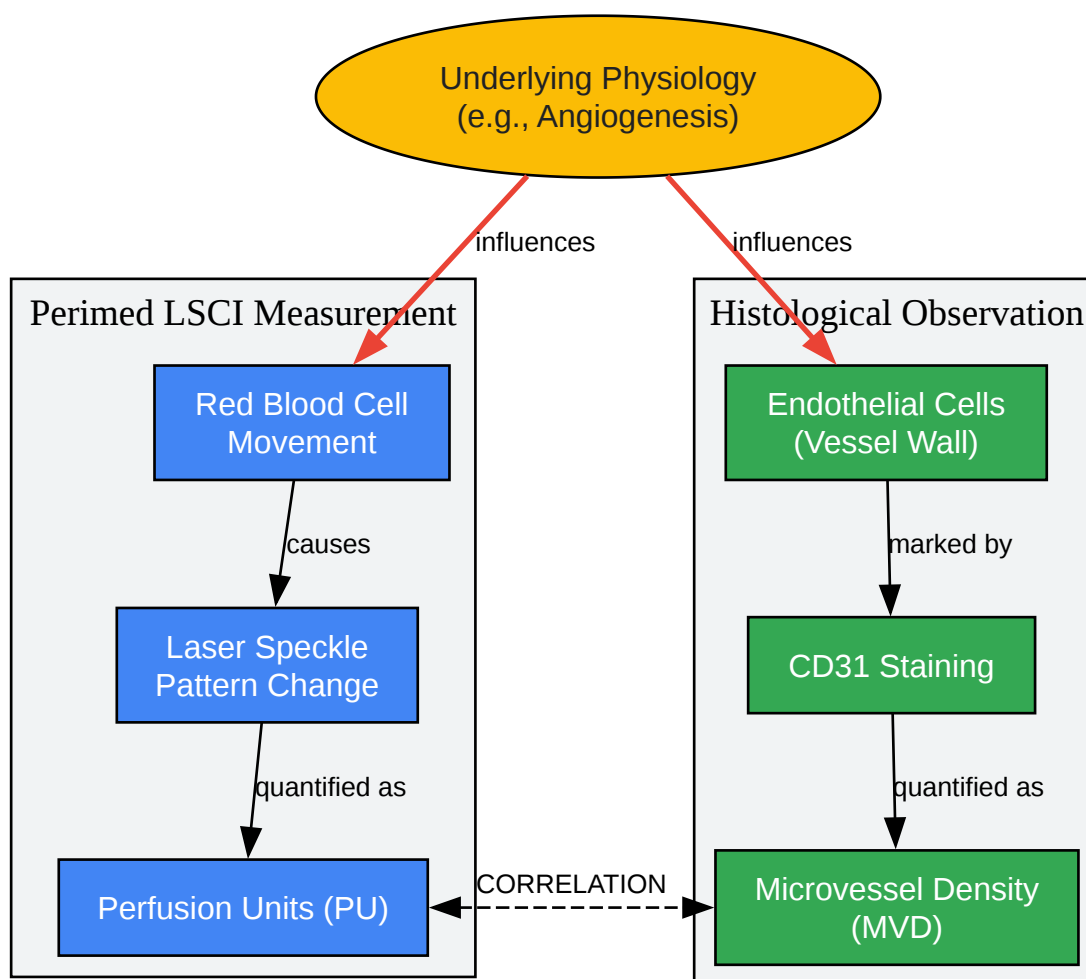 Underlying Physiology
(e.g., Angiogenesis)
influences
influences
Perimed LSCI Measurement
Red Blood Cell
Movement
causes
Laser Speckle
Pattern Change
quantified as
Perfusion Units (PU)
CORRELATION
Histological Observation
Endothelial Cells
(Vessel Wall)
marked by
CD31 Staining
quantified as
Microvessel Density
(MVD)